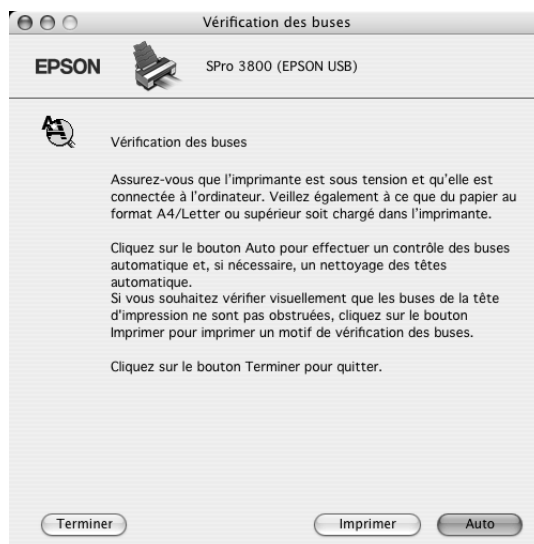 Vérification des buses
EPSON
SPro 3800 (EPSON USB)
Vérification des buses
Assurez-vous que l'imprimante est sous tension et qu'elle est
connectée à l'ordinateur. Veillez également à ce que du papier au
format A4/Letter ou supérieur soit chargé dans l'imprimante.
Cliquez sur le bouton Auto pour effectuer un contrôle des buses
automatique et, si nécessaire, un nettoyage des têtes
automatique.
Si vous souhaitez vérifier visuellement que les buses de la tête
d'impression ne sont pas obstruées, cliquez sur le bouton
Imprimer pour imprimer un motif de vérification des buses.
Cliquez sur le bouton Terminer pour quitter.
Terminer
Imprimer
Auto